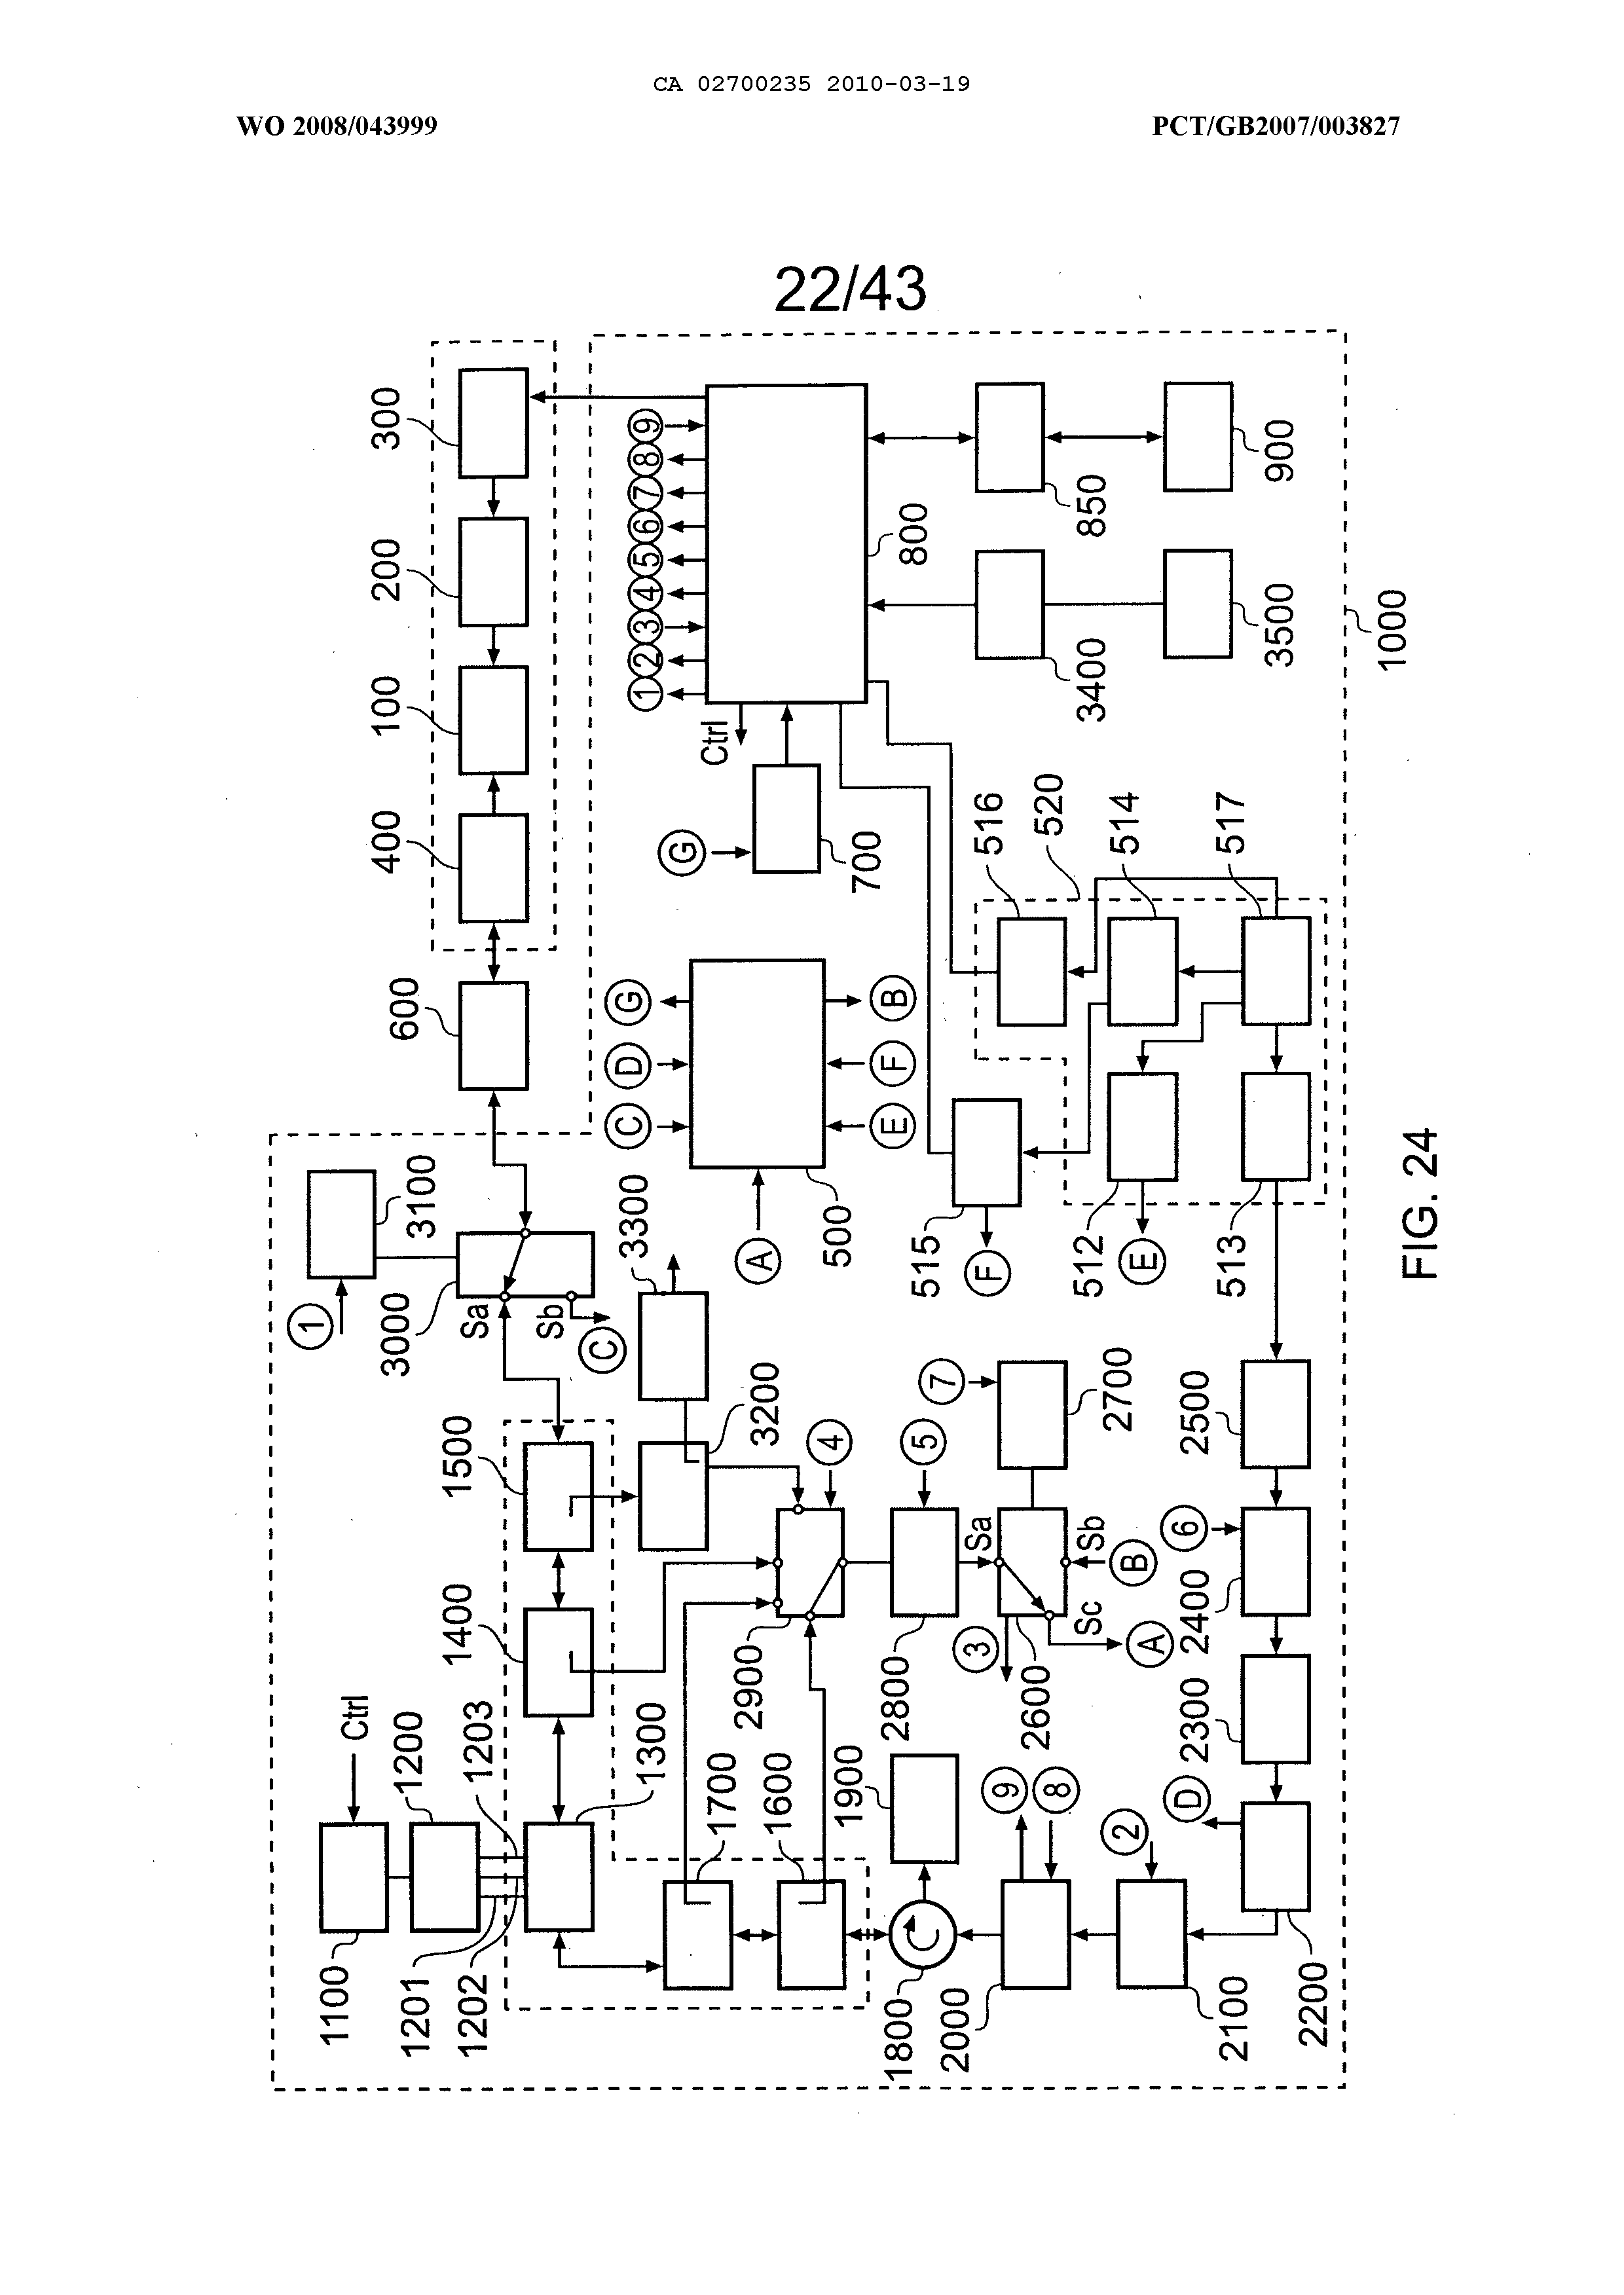 CA 02700235 2010-03-19
WO 2008/043999
PCT/GB2007/003827
22/43
300
200
100
400
600
9
8
7
6
5
4
3
2
1
Ctrl
800
850
900
3400
3500
1000
G
700
516
520
514
517
G
D
C
B
F
E
A
500
515
F
512
E
513
3100
1
3000
Sa
Sb
C
3300
3200
1500
1400
4
5
7
2700
2900
2800
Sa
Sb
Sc
B
A
3
2600
2500
6
2400
2300
D
2200
Ctrl
1100
1200
1203
1201
1202
1300
1700
1600
1900
1800
9
8
2000
2
2100
FIG. 24